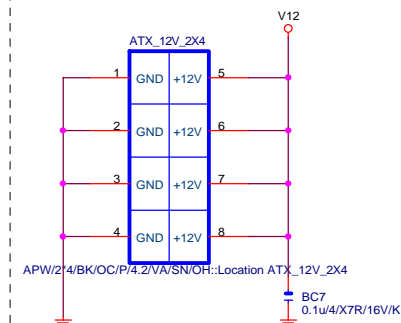 V12
ATX_12V_2X4
1 GND +12V 5
2 GND +12V 6
3 GND +12V 7
4 GND +12V 8
APW/2*4/BK/OC/P/4.2/VA/SN/OH::Location ATX_12V_2X4
BC7
0.1u/4/X7R/16V/K